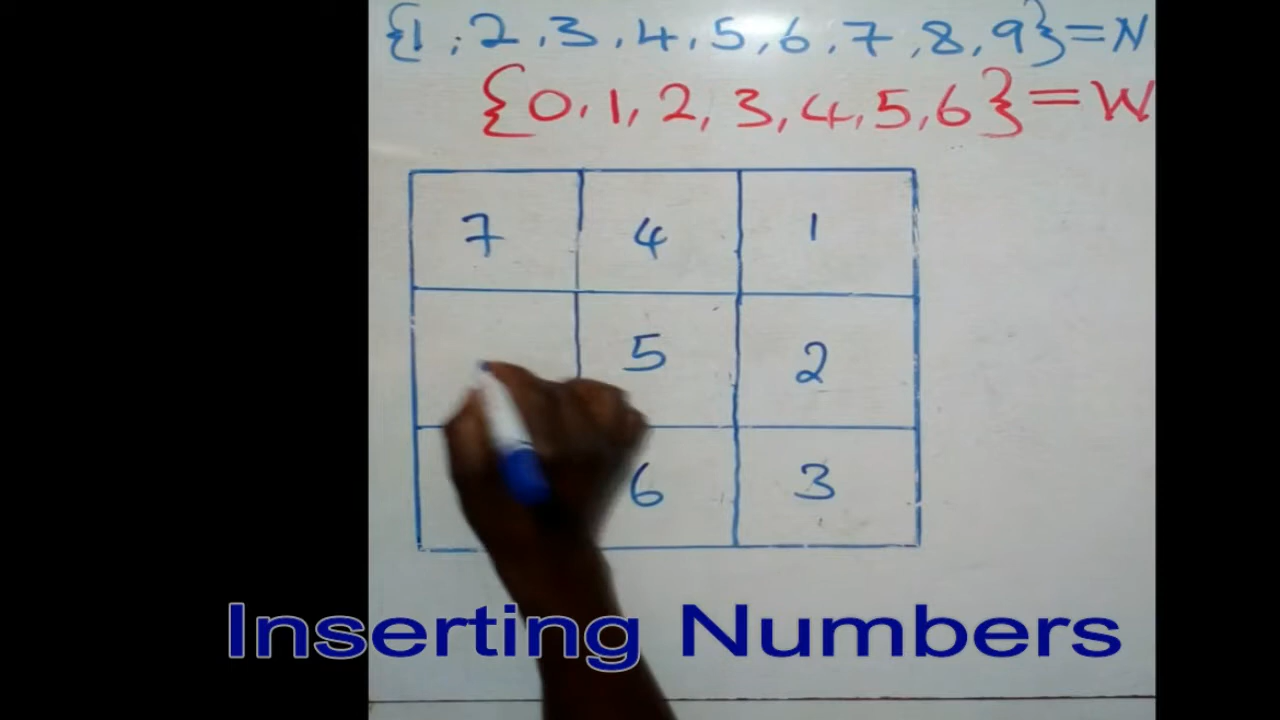 {1,2,3,4,5,6,7,8,9}=N
{0,1,2,3,4,5,6}=W
7 4 1
5 2
6 3
Inserting Numbers